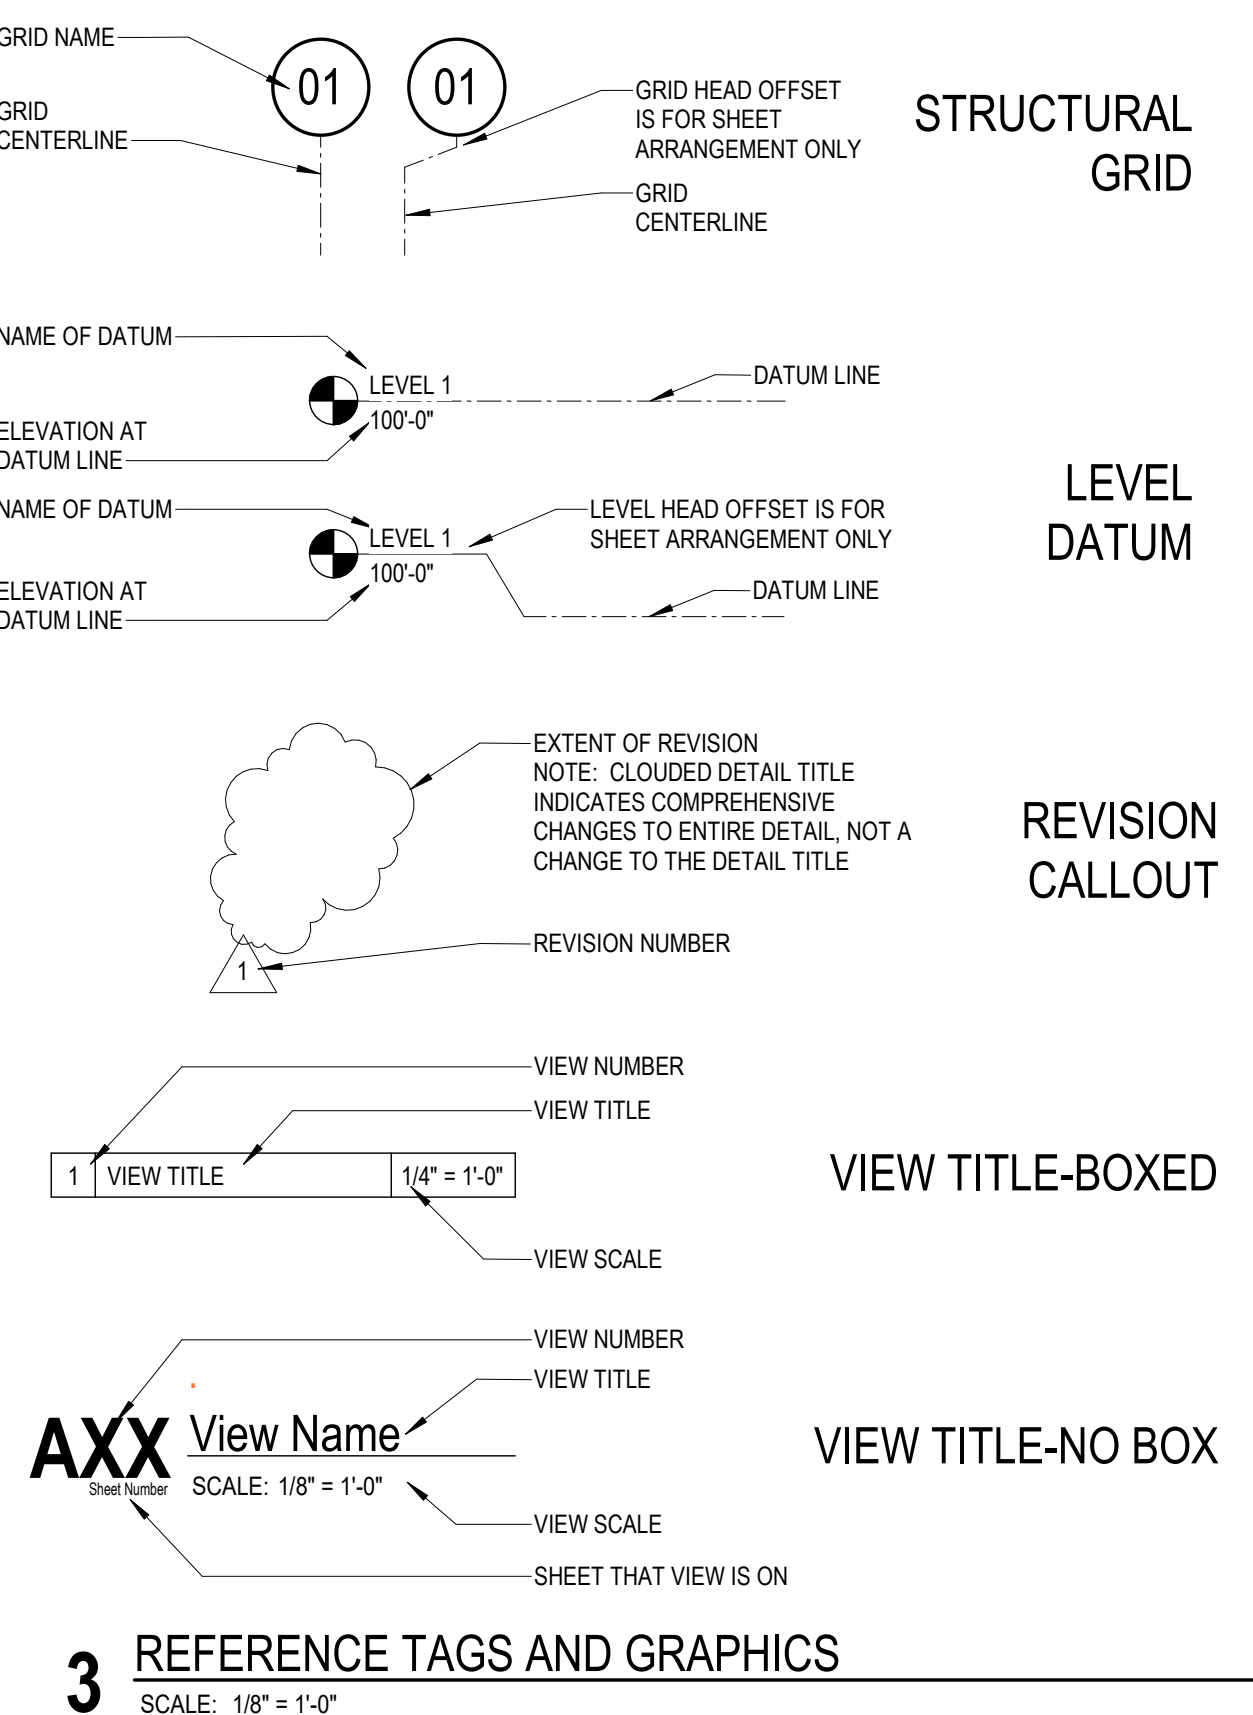 GRID NAME
01
01
GRID
CENTERLINE
GRID HEAD OFFSET
IS FOR SHEET
ARRANGEMENT ONLY
GRID
CENTERLINE
STRUCTURAL
GRID
NAME OF DATUM
LEVEL 1
100'-0"
DATUM LINE
ELEVATION AT
DATUM LINE
NAME OF DATUM
LEVEL 1
100'-0"
LEVEL HEAD OFFSET IS FOR
SHEET ARRANGEMENT ONLY
ELEVATION AT
DATUM LINE
DATUM LINE
LEVEL
DATUM
EXTENT OF REVISION
NOTE: CLOUDED DETAIL TITLE
INDICATES COMPREHENSIVE
CHANGES TO ENTIRE DETAIL, NOT A
CHANGE TO THE DETAIL TITLE
REVISION NUMBER
1
REVISION
CALLOUT
VIEW NUMBER
VIEW TITLE
1 VIEW TITLE 1/4" = 1'-0"
VIEW SCALE
VIEW TITLE-BOXED
VIEW NUMBER
VIEW TITLE
AXX View Name
Sheet Number SCALE: 1/8" = 1'-0"
VIEW SCALE
SHEET THAT VIEW IS ON
VIEW TITLE-NO BOX
3 REFERENCE TAGS AND GRAPHICS
SCALE: 1/8" = 1'-0"